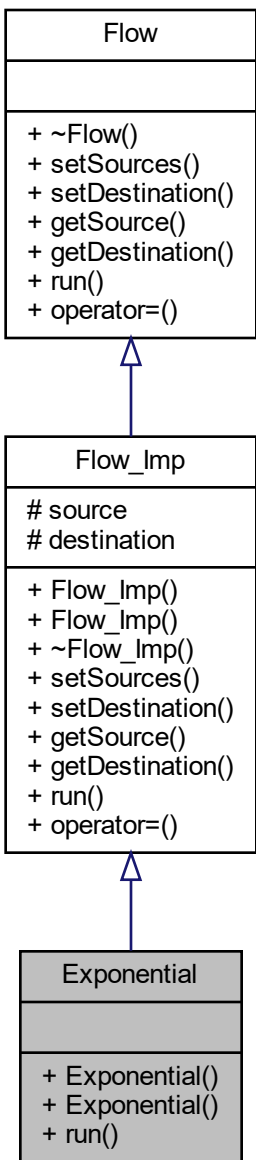 Flow
+ ~Flow()
+ setSources()
+ setDestination()
+ getSource()
+ getDestination()
+ run()
+ operator=()
Flow_Imp
# source
# destination
+ Flow_Imp()
+ Flow_Imp()
+ ~Flow_Imp()
+ setSources()
+ setDestination()
+ getSource()
+ getDestination()
+ run()
+ operator=()
Exponential
+ Exponential()
+ Exponential()
+ run()